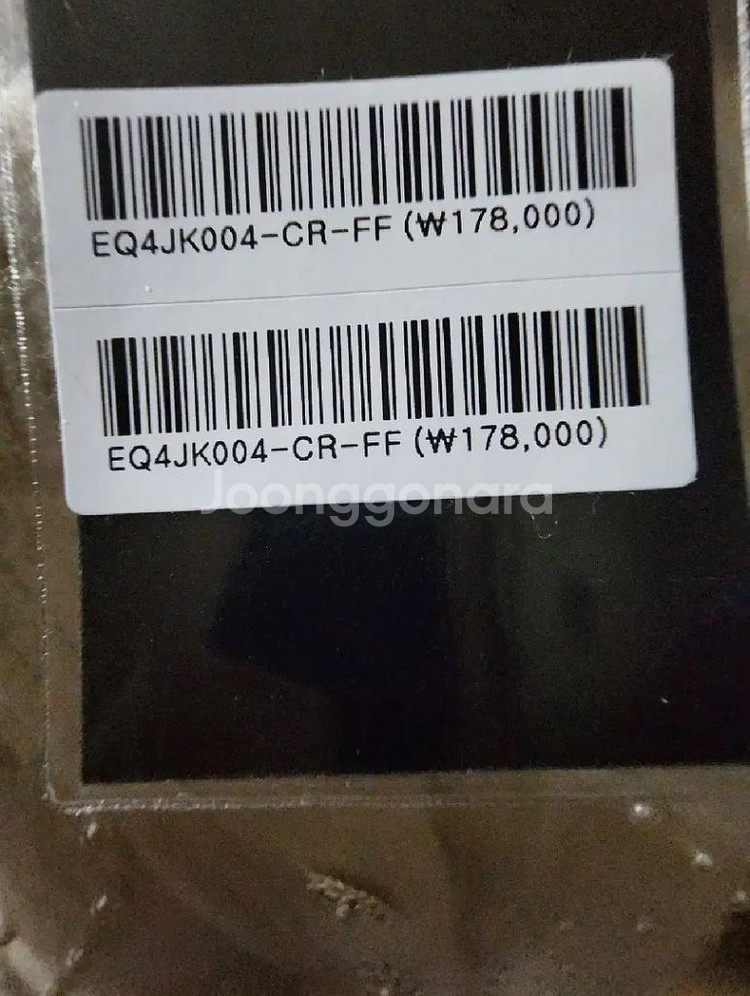 EQ4JK004-CR-FF (₩178,000)
EQ4JK004-CR-FF (₩178,000)
Joonggonara